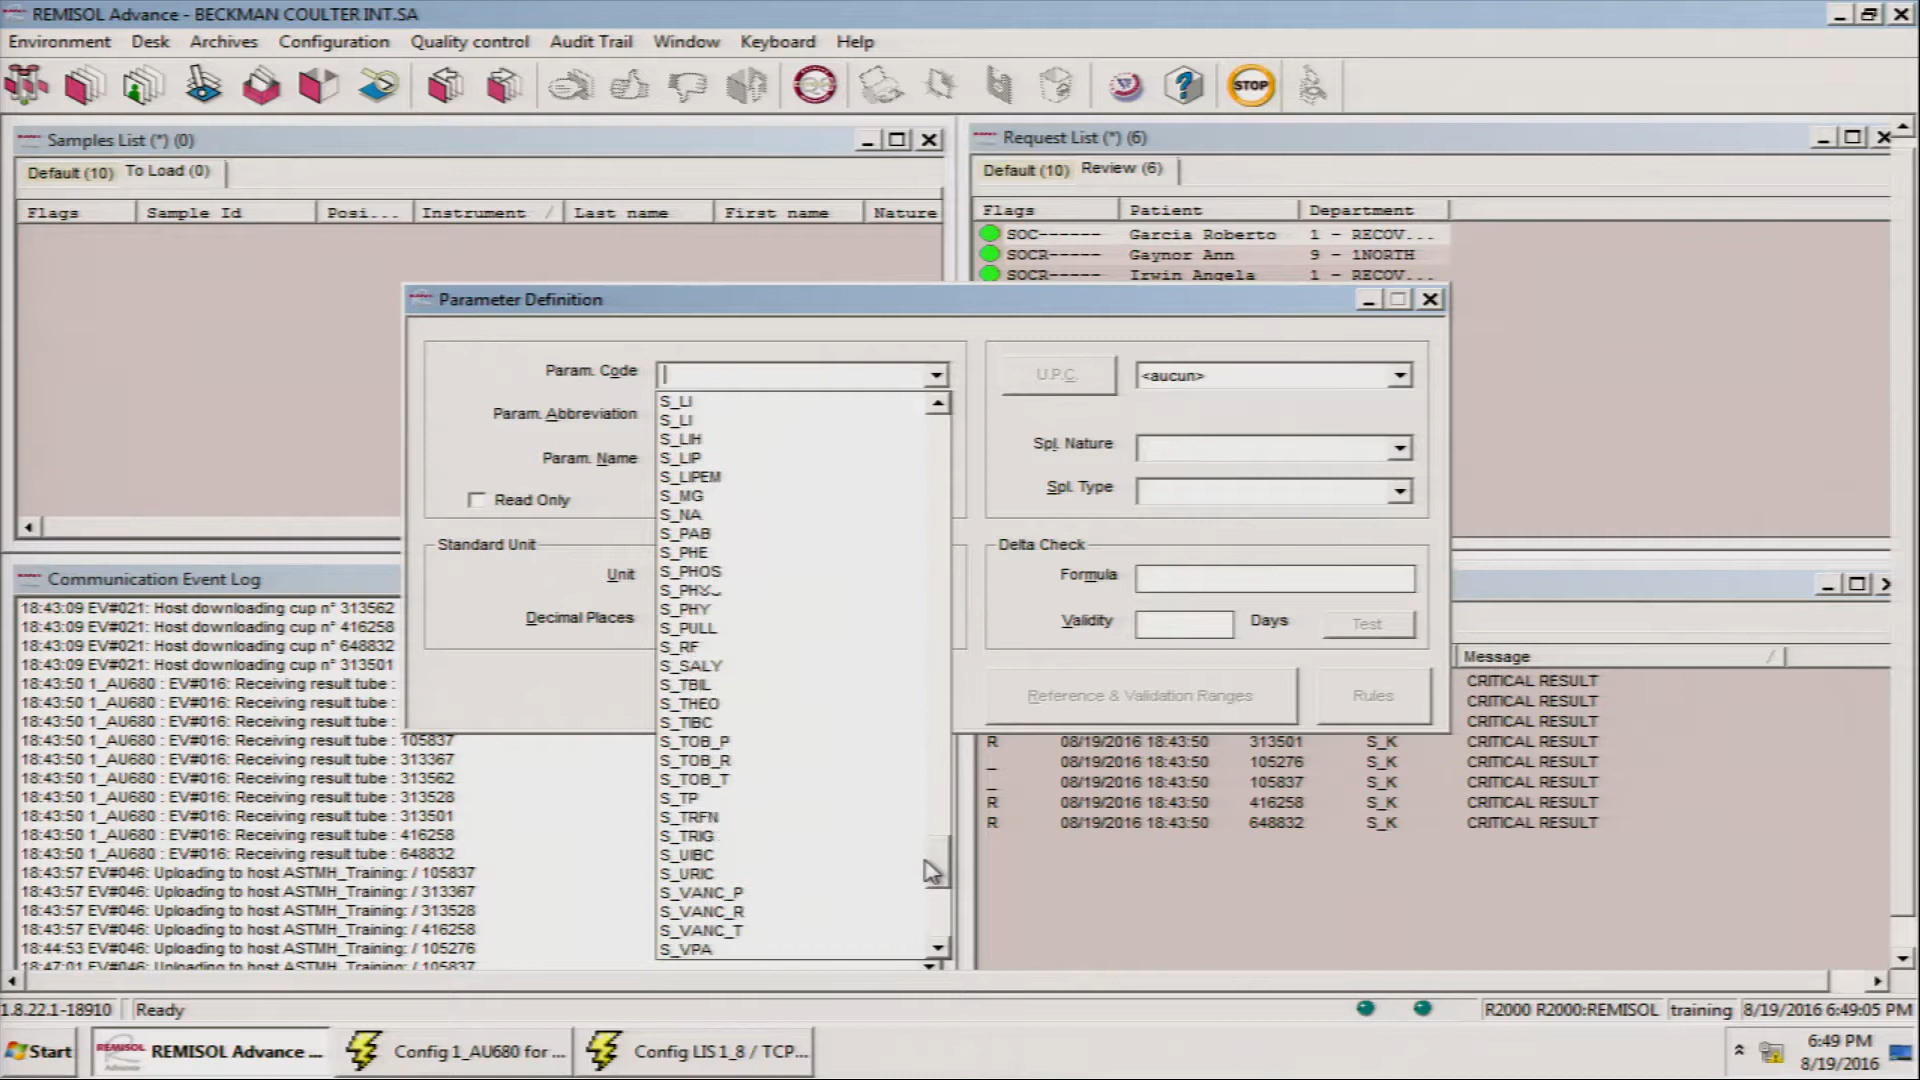 REMISOL Advance - BECKMAN COULTER INT.SA
Environment Desk Archives Configuration Quality control Audit Trail Window Keyboard Help
STOP
Samples List (*) (0)
Default (10) To Load (0)
Flags Sample Id Posi... Instrument / Last name First name Nature
Request List (*) (6)
Default (10) Review (6)
Flags Patient Department
SOC------ Garcia Roberto 1 - RECOV...
SOCR----- Gaynor Ann 9 - 1NORTH
SOCR----- Irwin Angela 1 - RECOV...
Parameter Definition
Param. Code
Param. Abbreviation
Param. Name
Read Only
Standard Unit
Unit
Decimal Places
S_LI
S_LI
S_LIH
S_LIP
S_LIPEM
S_MG
S_NA
S_PAB
S_PHE
S_PHOS
S_PHY
S_PULL
S_RF
S_SALY
S_TBIL
S_THEO
S_TIBC
S_TOB_P
S_TOB_R
S_TOB_T
S_TP
S_TRFN
S_TRIG
S_UIBC
S_URIC
S_VANC_P
S_VANC_R
S_VANC_T
S_VPA
U.P.C. <aucun>
Spl. Nature
Spl. Type
Delta Check
Formula
Validity Days Test
Reference & Validation Ranges Rules
Communication Event Log
18:43:09 EV#021: Host downloading cup n° 313562
18:43:09 EV#021: Host downloading cup n° 416258
18:43:09 EV#021: Host downloading cup n° 648832
18:43:09 EV#021: Host downloading cup n° 313501
18:43:50 1_AU680 : EV#016: Receiving result tube :
18:43:50 1_AU680 : EV#016: Receiving result tube :
18:43:50 1_AU680 : EV#016: Receiving result tube :
18:43:50 1_AU680 : EV#016: Receiving result tube : 105837
18:43:50 1_AU680 : EV#016: Receiving result tube : 313367
18:43:50 1_AU680 : EV#016: Receiving result tube : 313562
18:43:50 1_AU680 : EV#016: Receiving result tube : 313528
18:43:50 1_AU680 : EV#016: Receiving result tube : 313501
18:43:50 1_AU680 : EV#016: Receiving result tube : 416258
18:43:50 1_AU680 : EV#016: Receiving result tube : 648832
18:43:57 EV#046: Uploading to host ASTMH_Training: / 105837
18:43:57 EV#046: Uploading to host ASTMH_Training: / 313367
18:43:57 EV#046: Uploading to host ASTMH_Training: / 313528
18:43:57 EV#046: Uploading to host ASTMH_Training: / 416258
18:44:53 EV#046: Uploading to host ASTMH_Training: / 105276
18:47:01 EV#046: Uploading to host ASTMH_Training: / 105837
Message /
CRITICAL RESULT
CRITICAL RESULT
CRITICAL RESULT
R 08/19/2016 18:43:50 313501 S_K CRITICAL RESULT
_ 08/19/2016 18:43:50 105276 S_K CRITICAL RESULT
_ 08/19/2016 18:43:50 105837 S_K CRITICAL RESULT
R 08/19/2016 18:43:50 416258 S_K CRITICAL RESULT
R 08/19/2016 18:43:50 648832 S_K CRITICAL RESULT
1.8.22.1-18910 Ready R2000 R2000:REMISOL training 8/19/2016 6:49:05 PM
Start REMISOL Advance ... Config 1_AU680 for ... Config LIS1_8 / TCP...
6:49 PM
8/19/2016